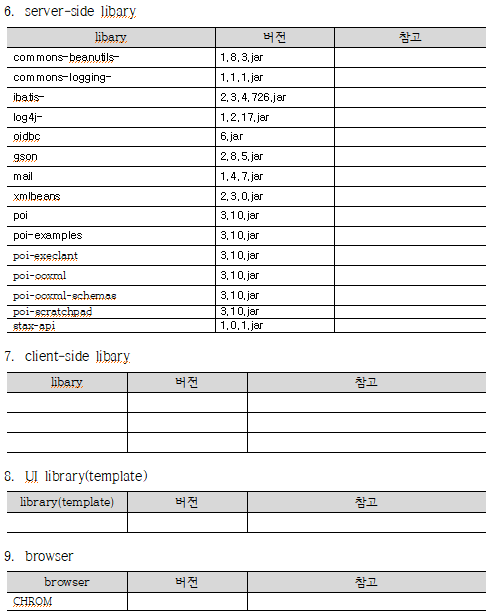 6. server-side libary
libary 버전 참고
commons-beanutils- 1.8.3.jar
commons-logging- 1.1.1.jar
ibatis- 2.3.4.726.jar
log4j- 1.2.17.jar
ojdbc 6.jar
gson 2.8.5.jar
mail 1.4.7.jar
xmlbeans 2.3.0.jar
poi 3.10.jar
poi-examples 3.10.jar
poi-execlant 3.10.jar
poi-ooxml 3.10.jar
poi-ooxml-schemas 3.10.jar
poi-scratchpad 3.10.jar
stax-api 1.0.1.jar
7. client-side libary
libary 버전 참고
8. UI library(template)
library(template) 버전 참고
9. browser
browser 버전 참고
CHROM